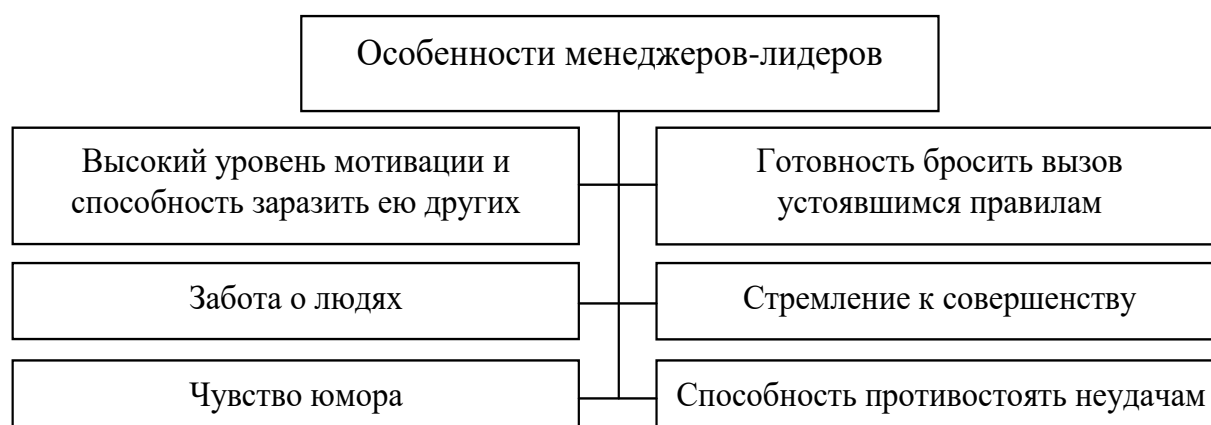 Особенности менеджеров-лидеров
Высокий уровень мотивации и
способность заразить ею других
Готовность бросить вызов
устоявшимся правилам
Забота о людях
Стремление к совершенству
Чувство юмора
Способность противостоять неудачам